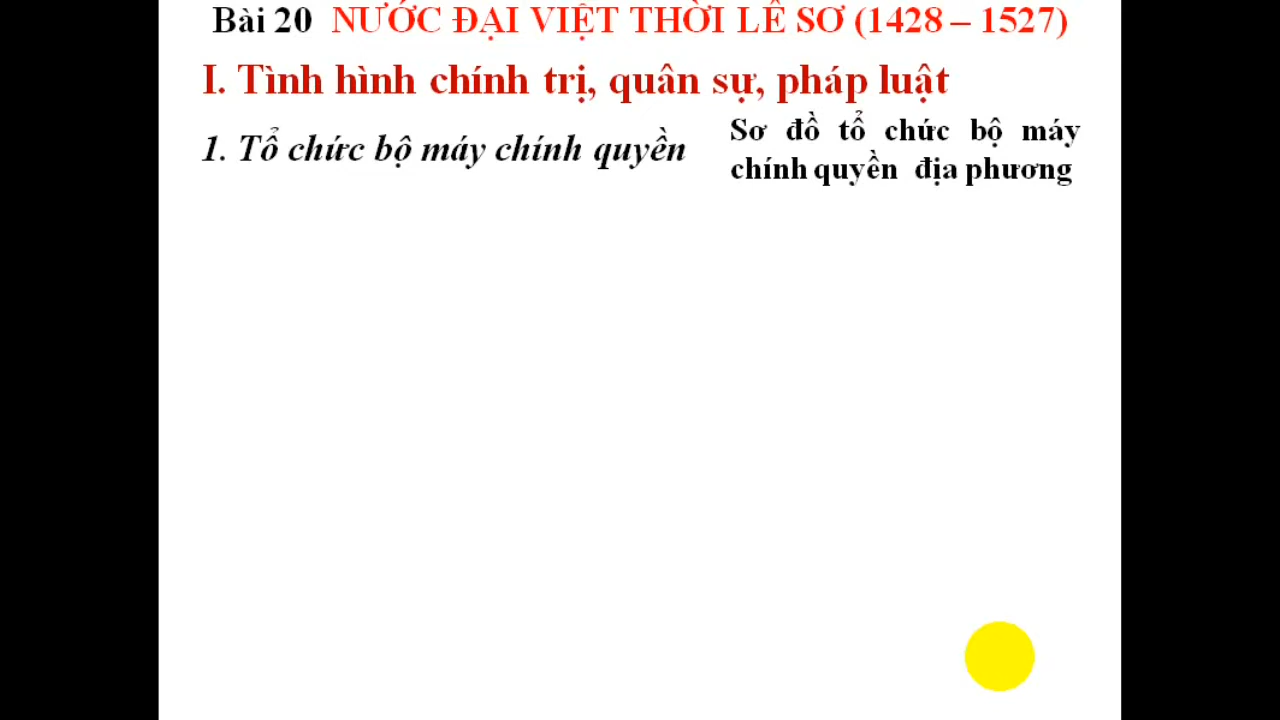 Bài 20 NƯỚC ĐẠI VIỆT THỜI LÊ SƠ (1428 – 1527)
I. Tình hình chính trị, quân sự, pháp luật
1. Tổ chức bộ máy chính quyền
Sơ đồ tổ chức bộ máy
chính quyền địa phương